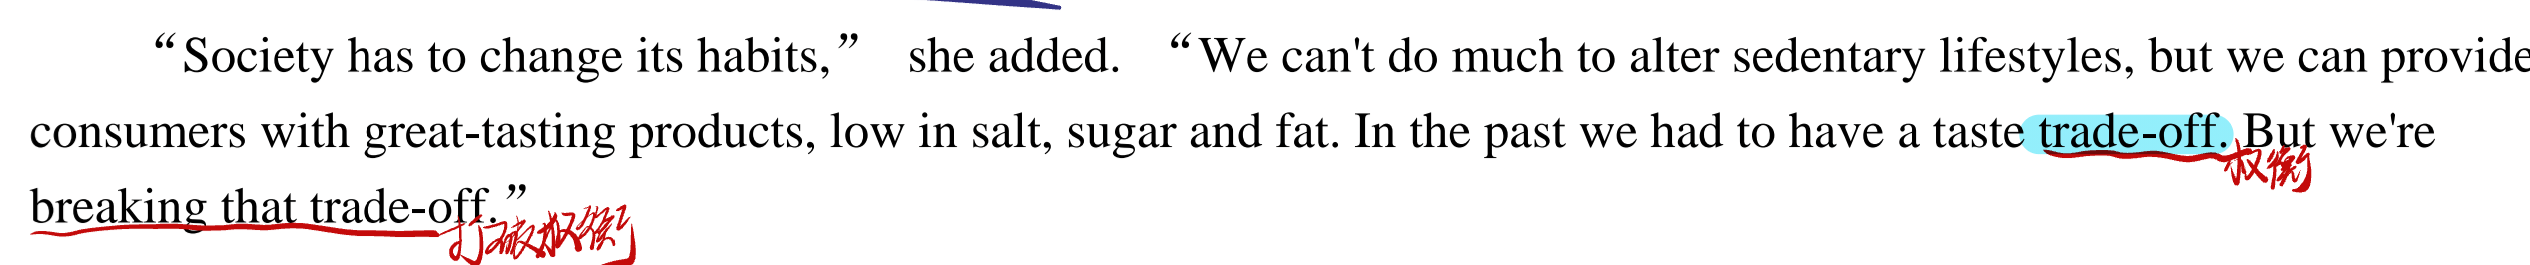 “Society has to change its habits,” she added. “We can't do much to alter sedentary lifestyles, but we can provide
consumers with great-tasting products, low in salt, sugar and fat. In the past we had to have a taste trade-off. But we're
权衡
breaking that trade-off.”
打破权衡